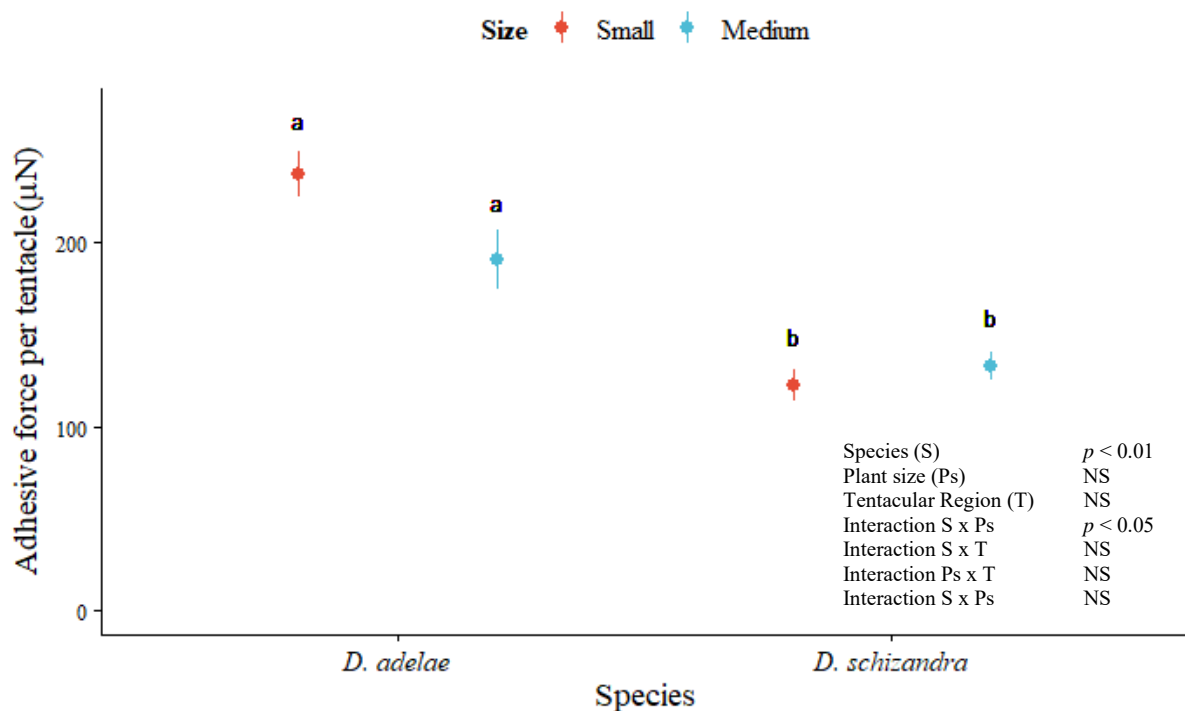 Size Small Medium
Adhesive force per tentacle(µN)
200
100
0
a
a
b
b
Species (S) p < 0.01
Plant size (Ps) NS
Tentacular Region (T) NS
Interaction S x Ps p < 0.05
Interaction S x T NS
Interaction Ps x T NS
Interaction S x Ps NS
D. adelae D. schizandra
Species